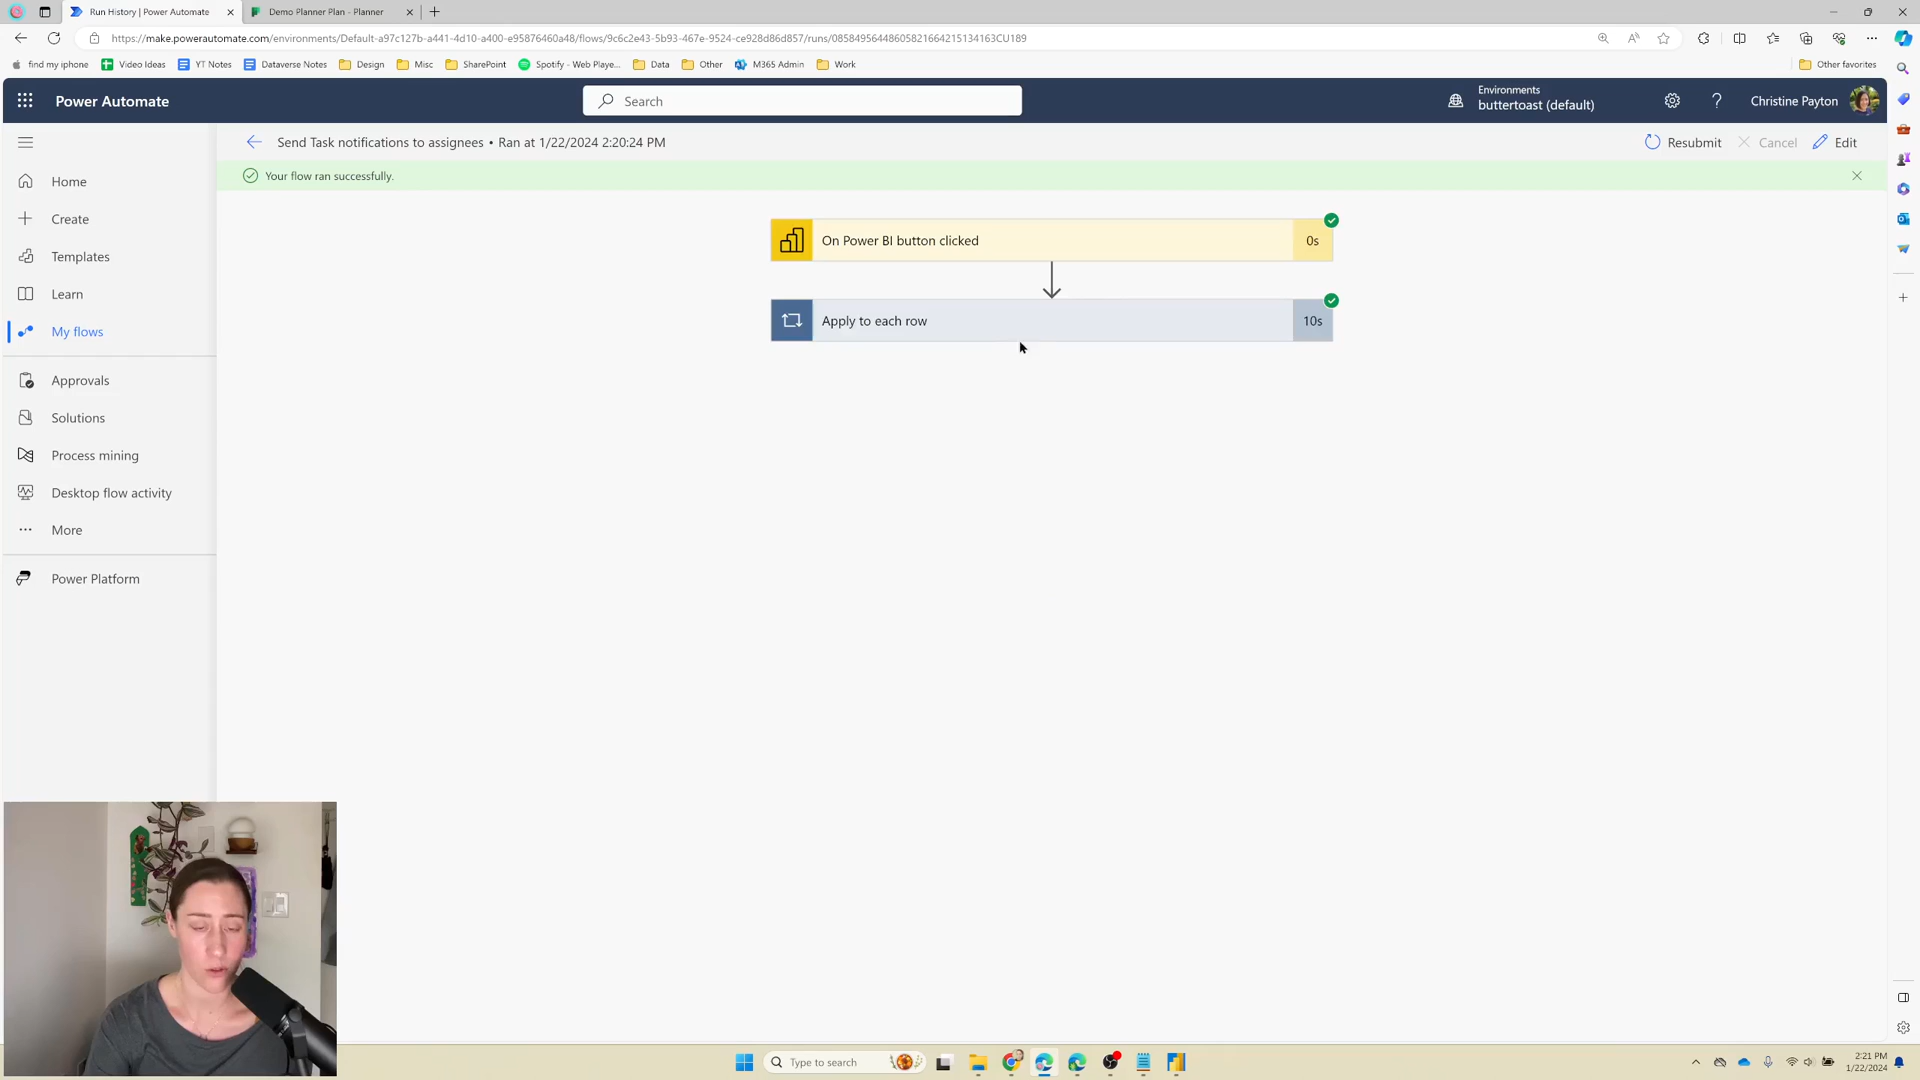 Run History | Power Automate
Demo Planner Plan - Planner
https://make.powerautomate.com/environments/Default-a97c127b-a441-4d10-a400-e95876460a48/flows/9c6c2e43-5b93-467e-9524-ce928d86d857/runs/08584956448605821664215134163CU189
find my iphone
Video Ideas
YT Notes
Dataverse Notes
Design
Misc
SharePoint
Spotify - Web Playe...
Data
Other
M365 Admin
Work
Other favorites
Power Automate
Search
Environments
buttertoast (default)
?
Christine Payton
Send Task notifications to assignees • Ran at 1/22/2024 2:20:24 PM
Resubmit
Cancel
Edit
Your flow ran successfully.
Home
Create
Templates
Learn
My flows
Approvals
Solutions
Process mining
Desktop flow activity
More
Power Platform
On Power BI button clicked
0s
Apply to each row
10s
Type to search
2:21 PM
1/22/2024